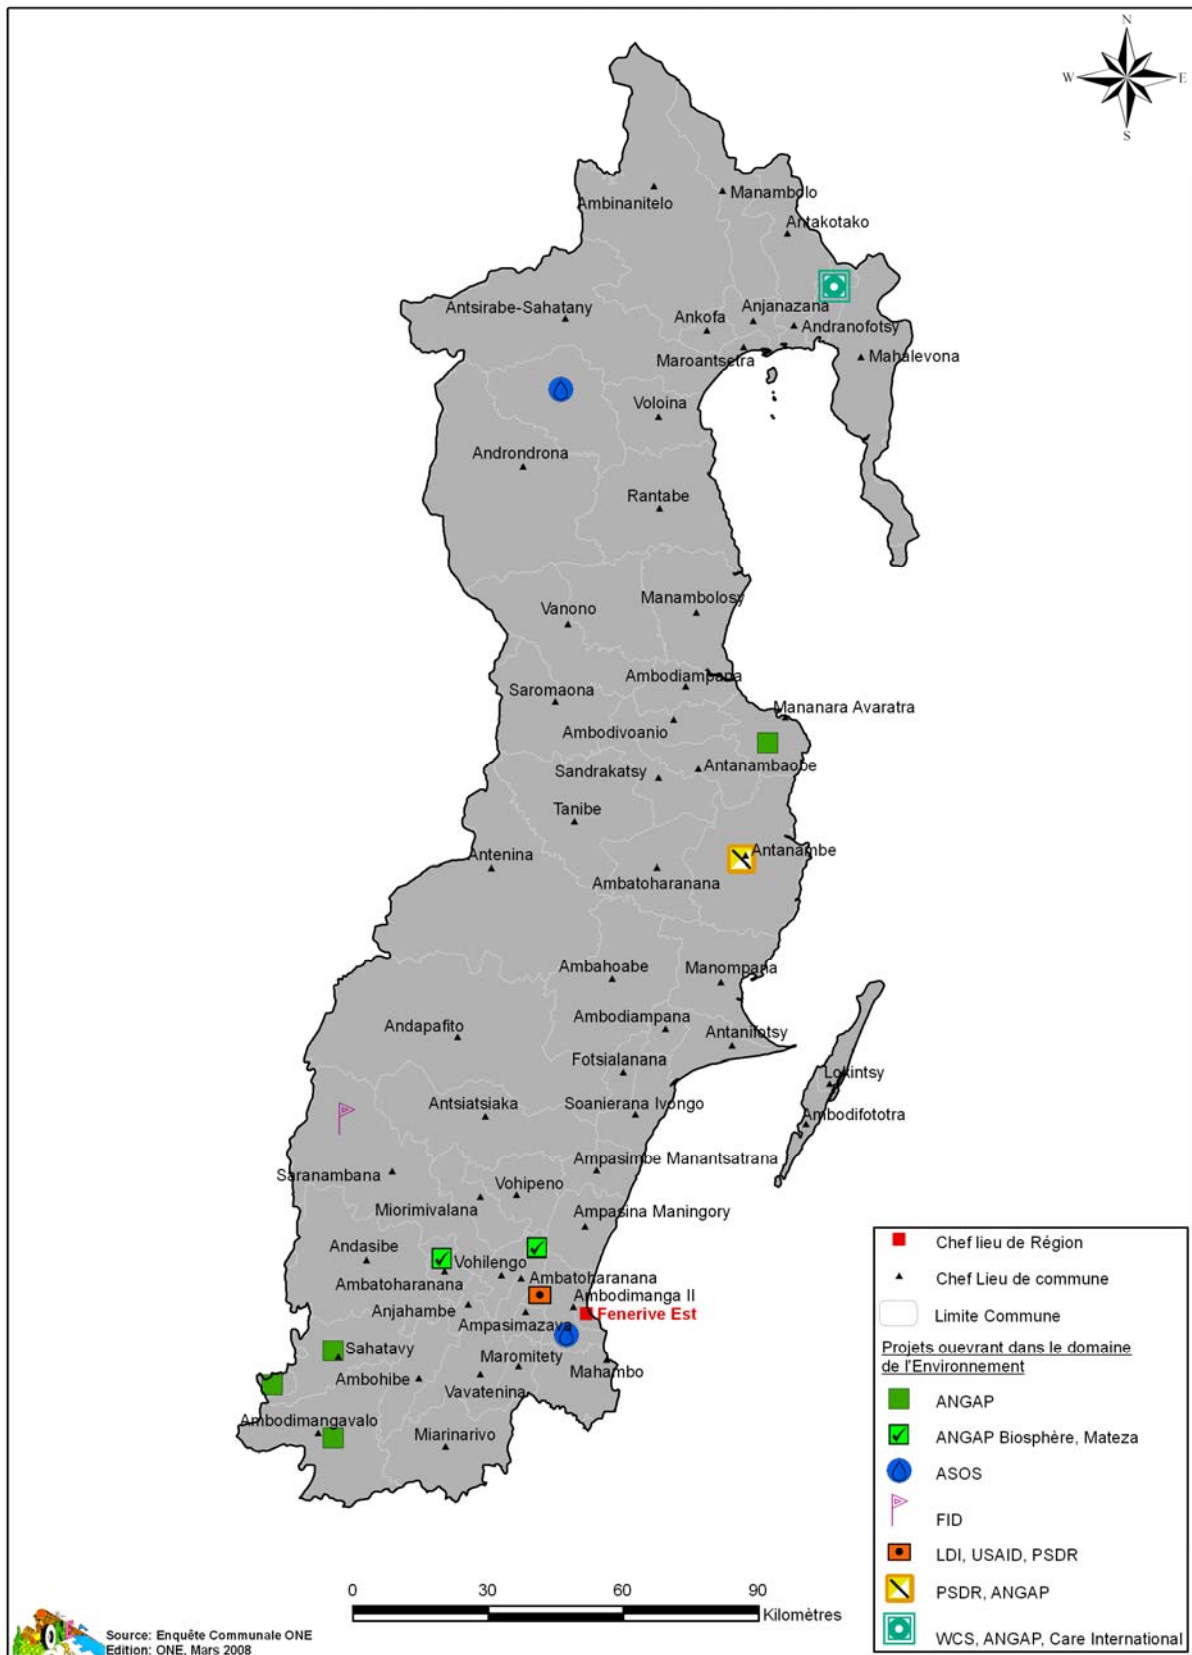 N
W E
S
Ambinanitelo
Manambolo
Antakotako
Antsirabe-Sahatany
Ankofa
Anjanazana
Andranofotsy
Maroantsetra
Mahalevona
Voloina
Androndrona
Rantabe
Vanono
Manambolosy
Ambodiampana
Saromaona
Mananara Avaratra
Ambodivoanio
Antanambaobe
Sandrakatsy
Tanibe
Antenina
Antanambe
Ambatoharanana
Ambahoabe
Manompana
Ambodiampana
Andapafito
Antanifotsy
Fotsialanana
Lokintsy
Antsiatsiaka
Soanierana Ivongo
Ambodifototra
Ampasimbe Manantsatrana
Saranambana
Vohipeno
Miorimivalana
Ampasina Maningory
Andasibe
Vohilengo
Ambatoharanana
Ambatoharanana
Ambodimanga II
Anjahambe
Fenerive Est
Ampasimazava
Sahatavy
Maromitety
Mahambo
Ambohibe
Vavatenina
Ambodimangavalo
Miarinarivo
Chef lieu de Région
Chef Lieu de commune
Limite Commune
Projets ouevrant dans le domaine
de l'Environnement
ANGAP
ANGAP Biosphère, Mateza
ASOS
FID
LDI, USAID, PSDR
PSDR, ANGAP
WCS, ANGAP, Care International
0 30 60 90
Kilomètres
Source: Enquête Communale ONE
Edition: ONE, Mars 2008